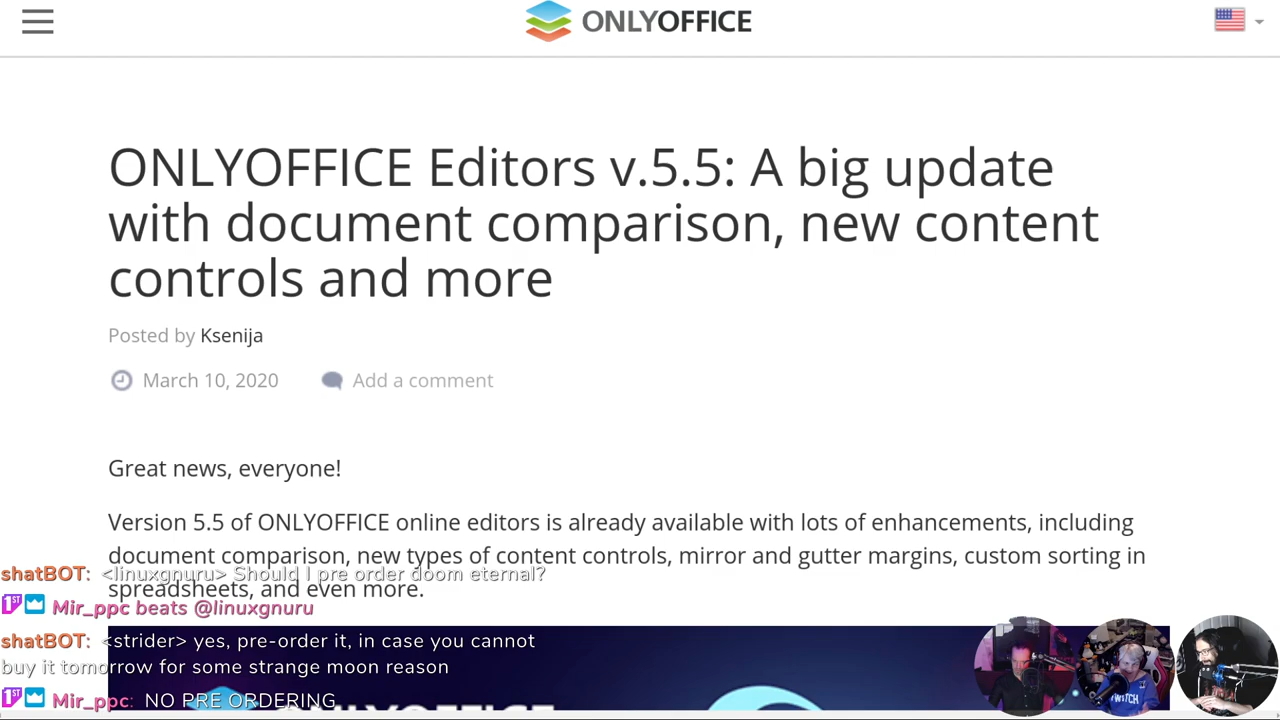 ONLYOFFICE
ONLYOFFICE Editors v.5.5: A big update
with document comparison, new content
controls and more
Posted by Ksenija
March 10, 2020
Add a comment
Great news, everyone!
Version 5.5 of ONLYOFFICE online editors is already available with lots of enhancements, including
document comparison, new types of content controls, mirror and gutter margins, custom sorting in
spreadsheets, and even more.
shatBOT: <linuxgnuru> Should I pre order doom eternal?
1ST Mir_ppc beats @linuxgnuru
shatBOT: <strider> yes, pre-order it, in case you cannot
buy it tomorrow for some strange moon reason
1ST Mir_ppc: NO PRE ORDERING